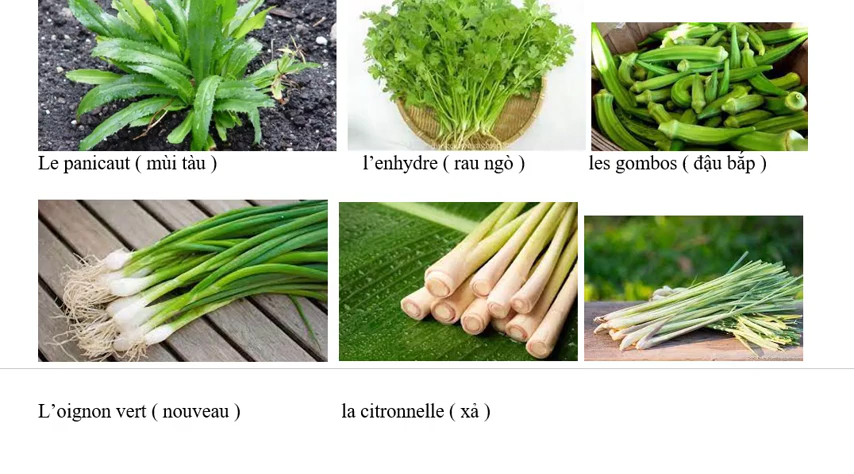 Le panicaut ( mùi tàu ) l’enhydre ( rau ngò ) les gombos ( đậu bắp )
L’oignon vert ( nouveau ) la citronnelle ( xả )